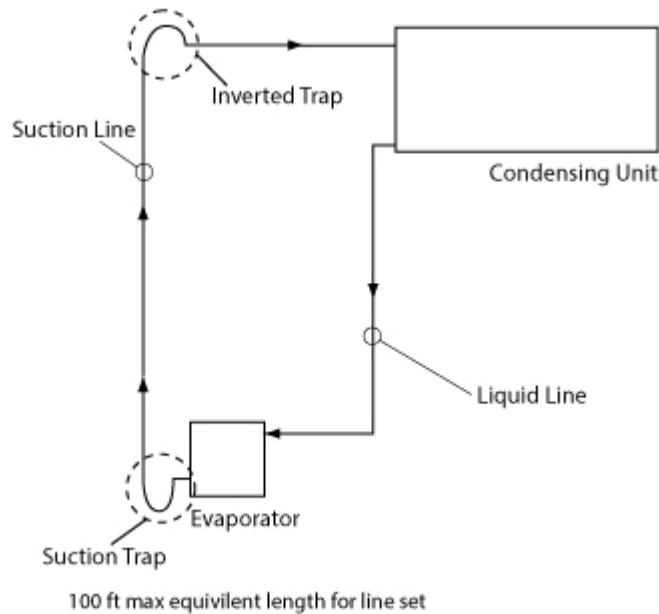 Inverted Trap
Suction Line
Condensing Unit
Liquid Line
Evaporator
Suction Trap
100 ft max equivilent length for line set